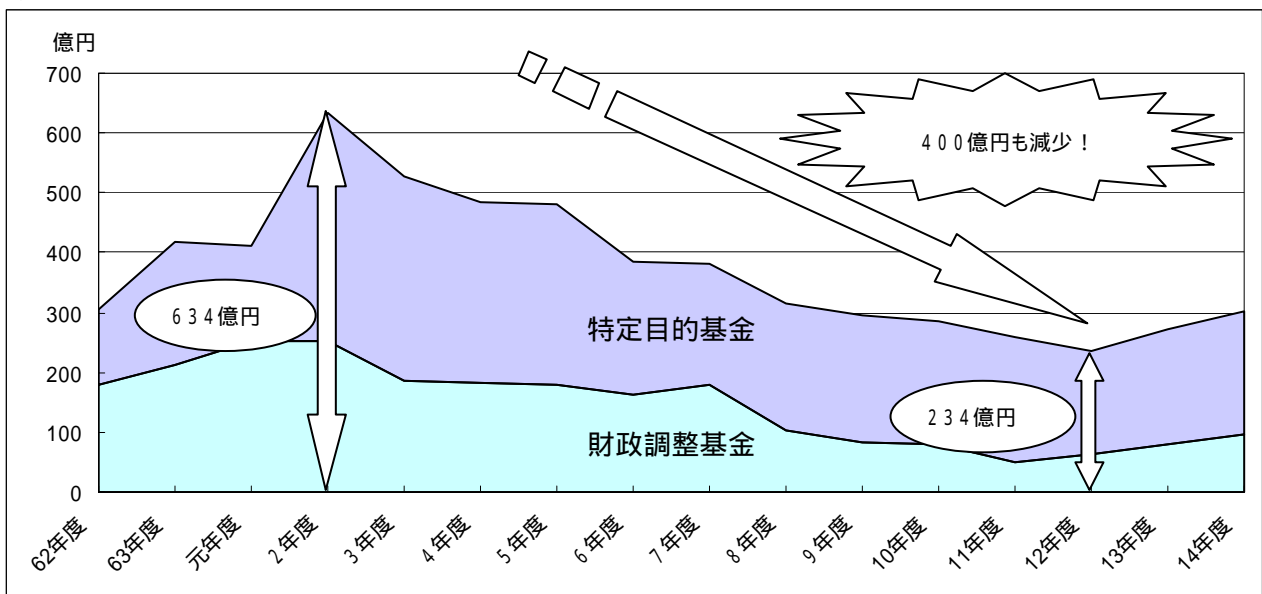 億円
700
600
500
400
300
200
100
0
400億円も減少!
634億円
特定目的基金
234億円
財政調整基金
62年度
63年度
元年度
2年度
3年度
4年度
5年度
6年度
7年度
8年度
9年度
10年度
11年度
12年度
13年度
14年度